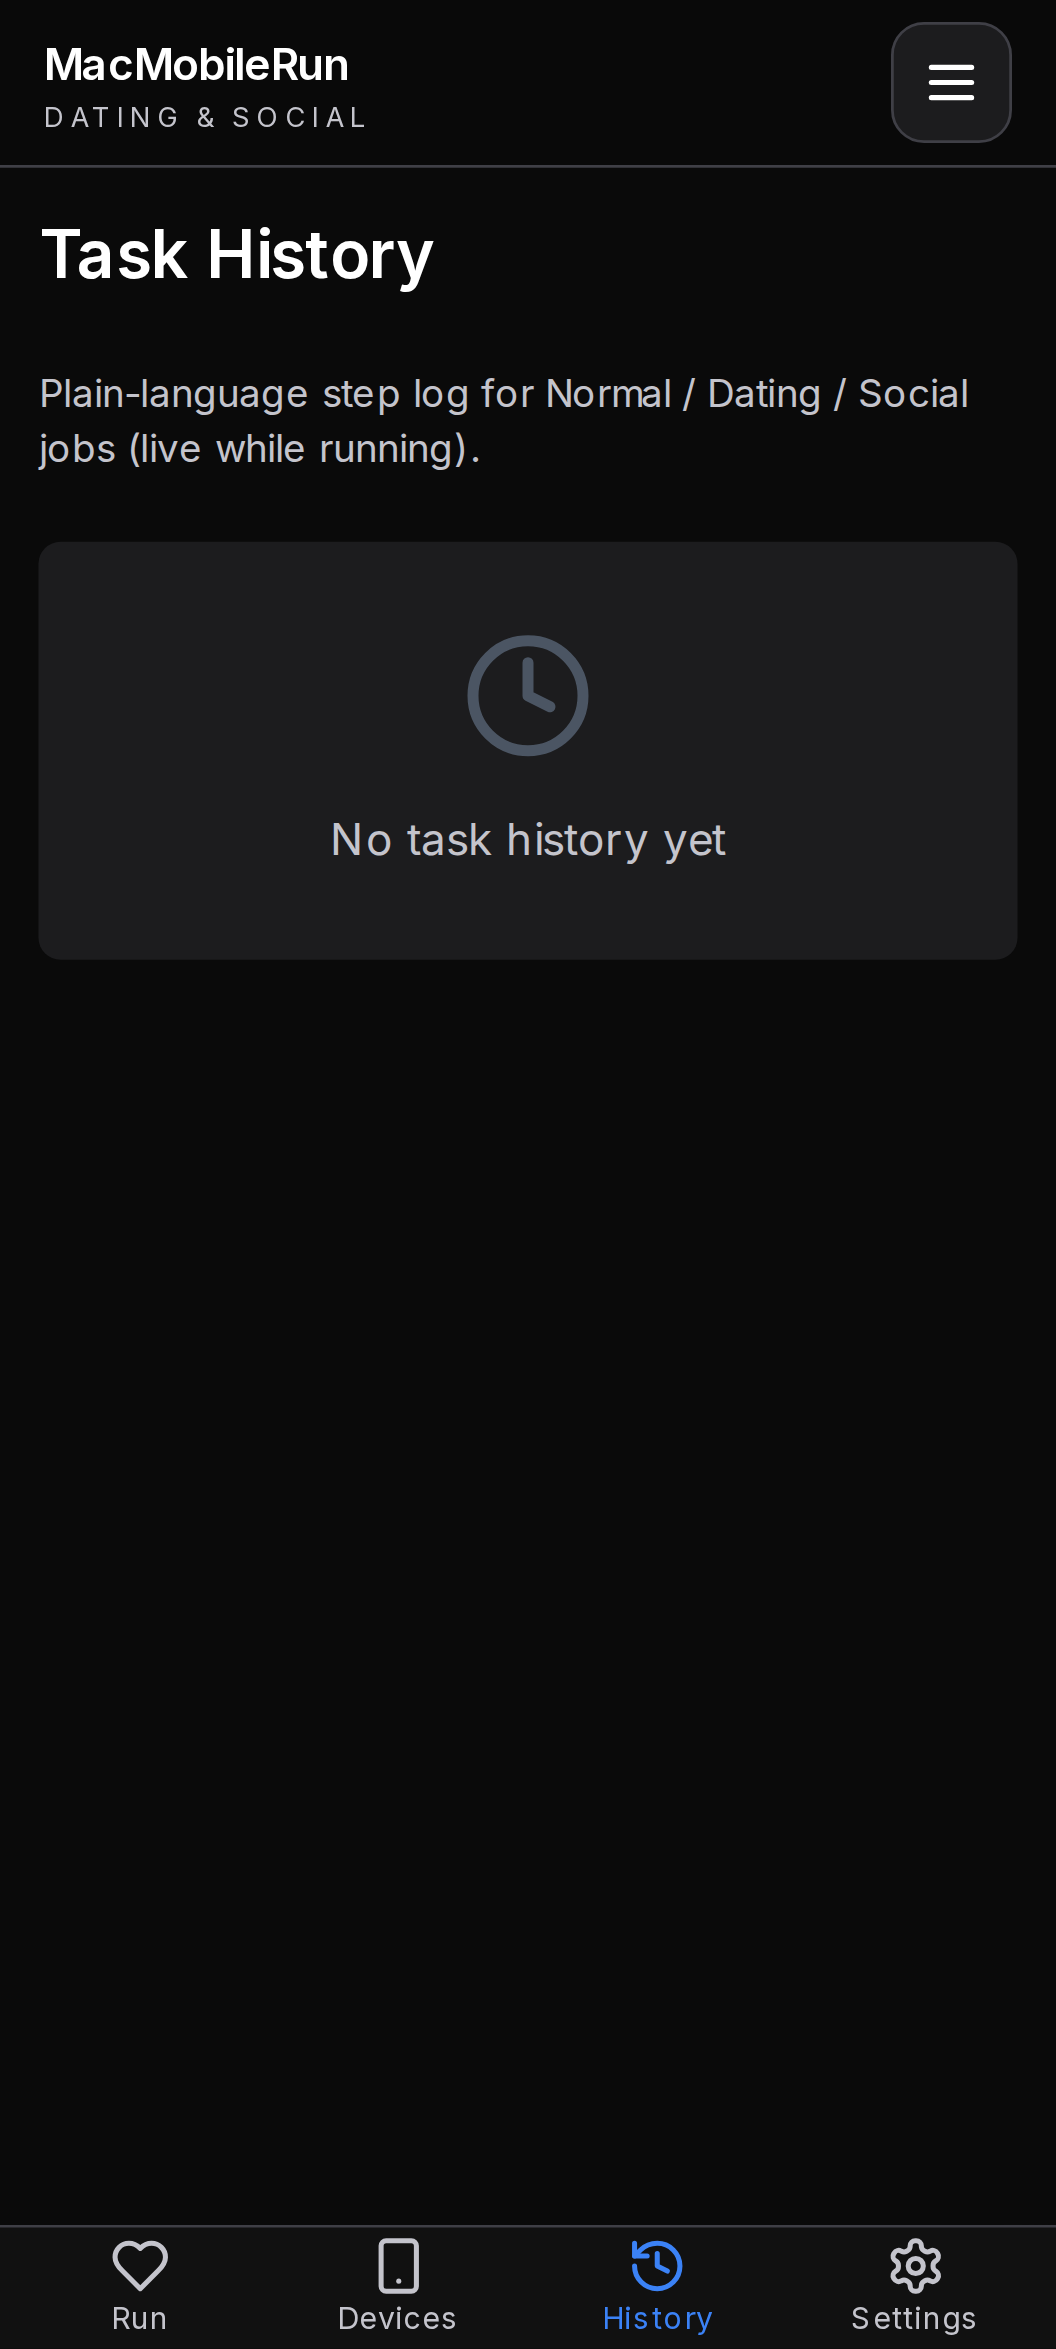 MacMobileRun
DATING & SOCIAL
Task History
Plain-language step log for Normal / Dating / Social
jobs (live while running).
No task history yet
Run
Devices
History
Settings